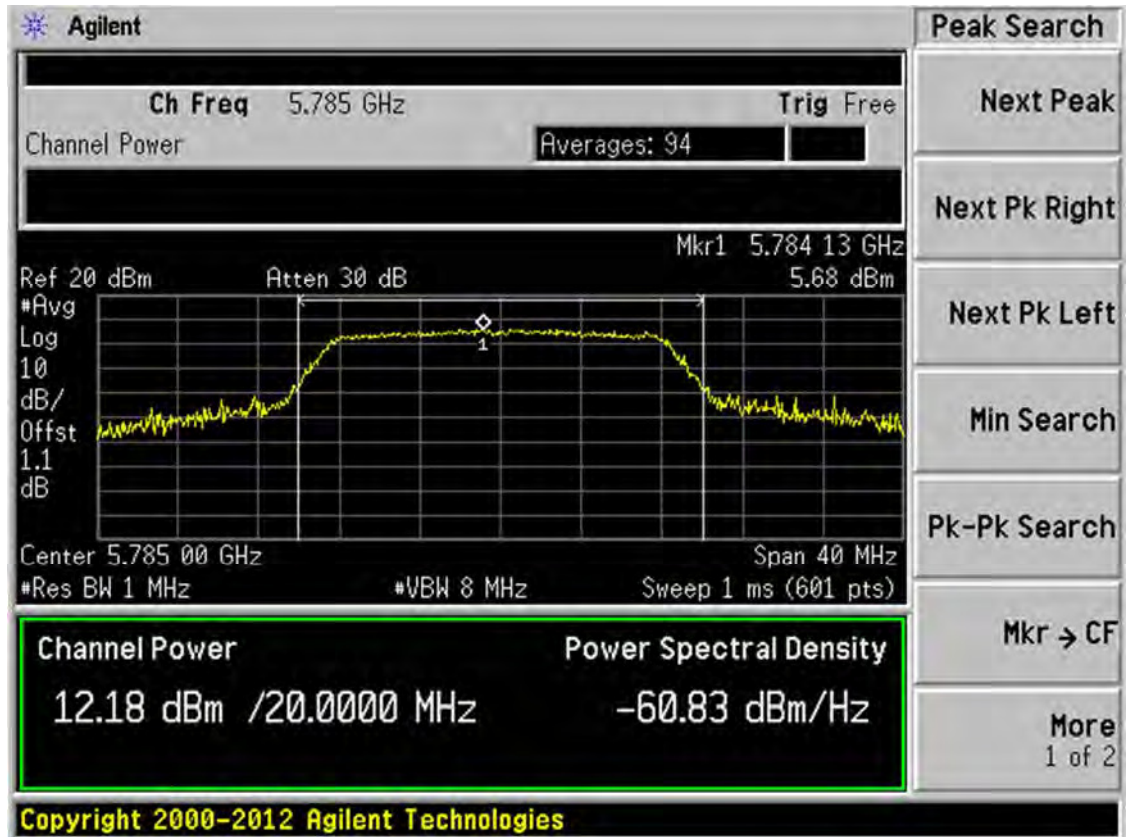 Agilent
Peak Search
Ch Freq 5.785 GHz Trig Free
Channel Power Averages: 94
Mkr1 5.784 13 GHz
Ref 20 dBm Atten 30 dB 5.68 dBm
#Avg
Log
10
dB/
Offst
1.1
dB
1
Center 5.785 00 GHz Span 40 MHz
#Res BW 1 MHz #VBW 8 MHz Sweep 1 ms (601 pts)
Channel Power Power Spectral Density
12.18 dBm /20.0000 MHz -60.83 dBm/Hz
Copyright 2000-2012 Agilent Technologies
Next Peak
Next Pk Right
Next Pk Left
Min Search
Pk-Pk Search
Mkr → CF
More
1 of 2